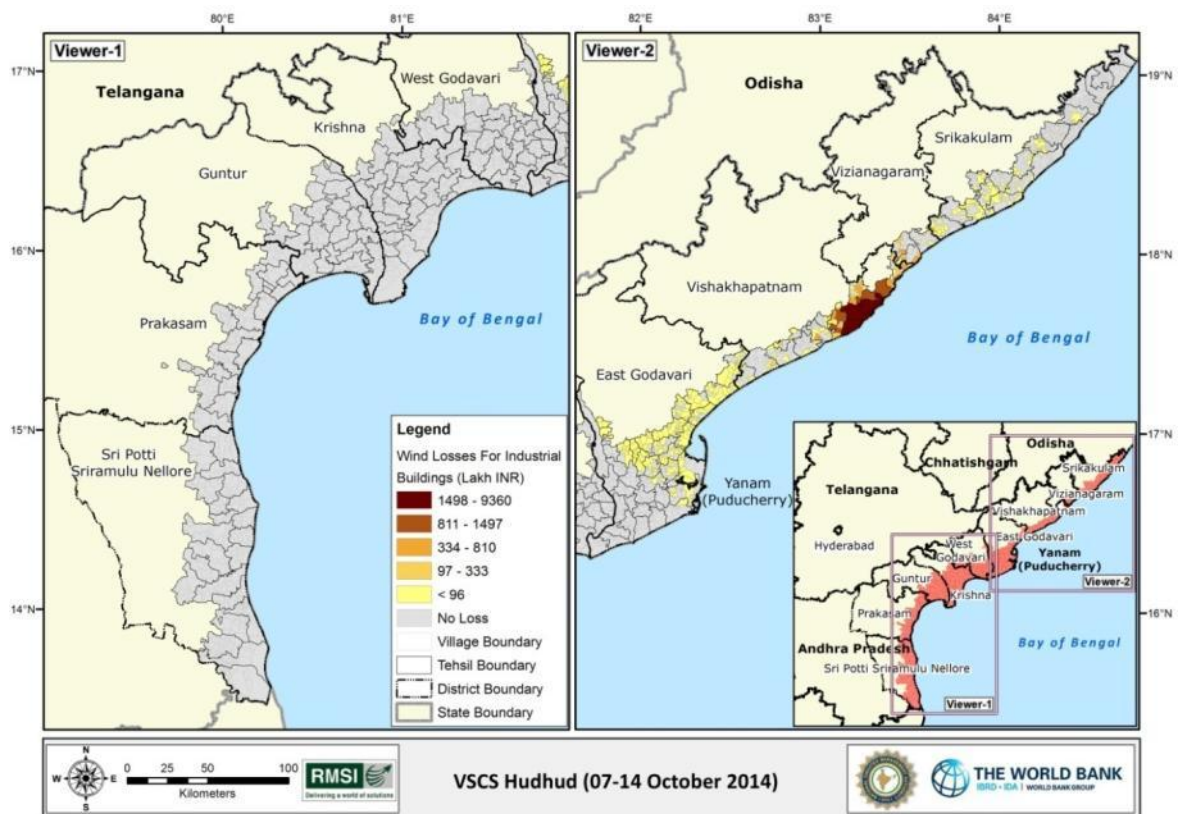 80°E
81°E
82°E
83°E
84°E
Viewer-1
Viewer-2
17°N
16°N
15°N
14°N
19°N
18°N
17°N
16°N
Telangana
West Godavari
Krishna
Guntur
Prakasam
Bay of Bengal
Sri Potti
Sriramulu Nellore
Legend
Wind Losses For Industrial
Buildings (Lakh INR)
1498 - 9360
811 - 1497
334 - 810
97 - 333
< 96
No Loss
Village Boundary
Tehsil Boundary
District Boundary
State Boundary
Odisha
Srikakulam
Vizianagaram
Vishakhapatnam
Bay of Bengal
East Godavari
Yanam
(Puducherry)
Odisha
Chhatishgarh
Srikakulam
Telangana
Vizianagaram
Vishakhapatnam
Hyderabad
West
Godavari
East Godavari
Yanam
(Puducherry)
Viewer-2
Guntur
Krishna
Prakasam
Andhra Pradesh
Bay of Bengal
Sri Potti Sriramulu Nellore
Viewer-1
N
W E
S
0 25 50 100
Kilometers
RMSI
Delivering a world of solutions
VSCS Hudhud (07-14 October 2014)
THE WORLD BANK
IBRD • IDA | WORLD BANK GROUP